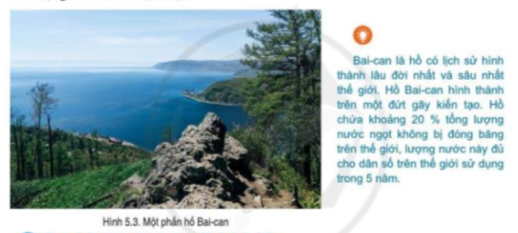 Bai-can là hồ có lịch sử hình
thành lâu đời nhất và sâu nhất
thế giới. Hồ Bai-can hình thành
trên một đứt gãy kiến tạo. Hồ
chứa khoảng 20 % tổng lượng
nước ngọt không bị đóng băng
trên thế giới, lượng nước này đủ
cho dân số trên thế giới sử dụng
trong 5 năm.
Hình 5.3. Một phần hồ Bai-can